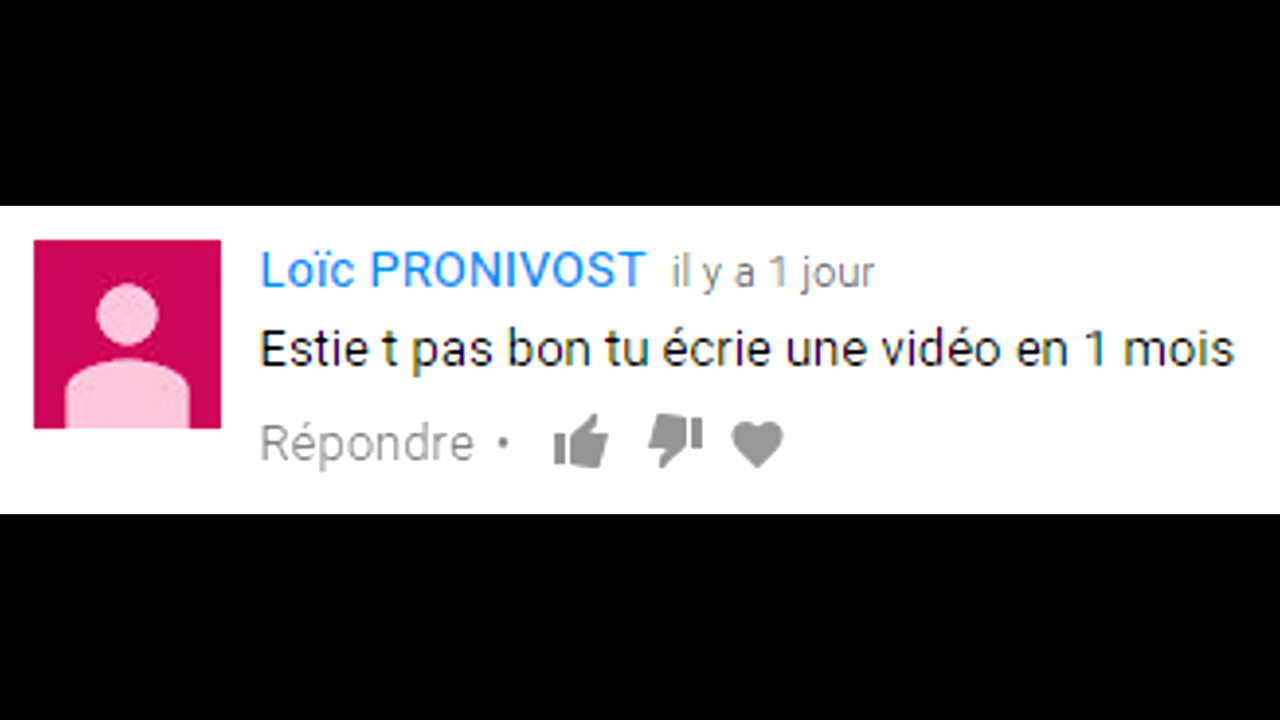 Loïc PRONIVOST il y a 1 jour
Estie t pas bon tu écrie une vidéo en 1 mois
Répondre •